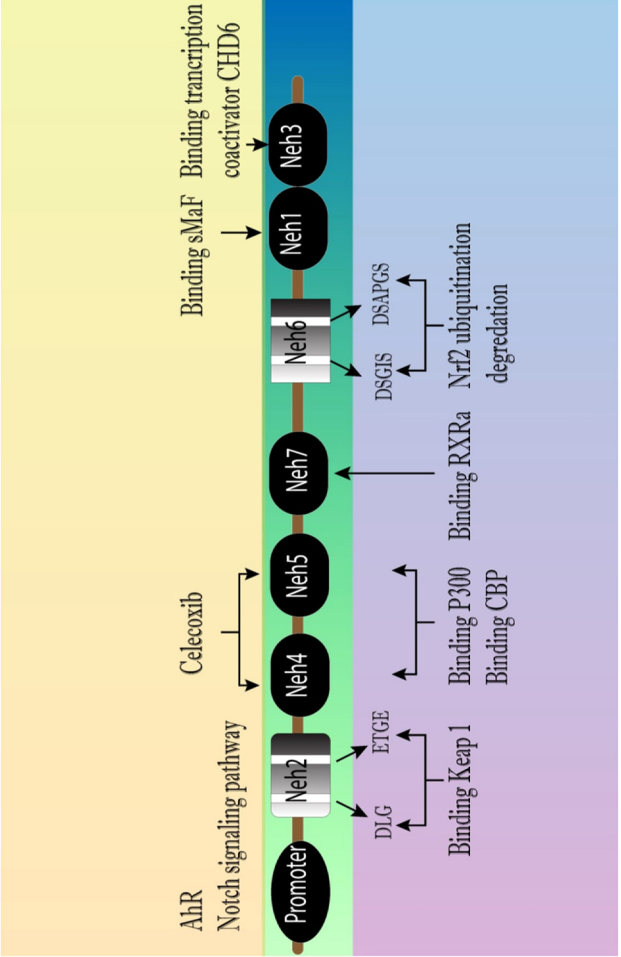 AhR
Notch signaling pathway
Celecoxib
Binding sMaF
Binding trancription
coactivator CHD6
Promoter
Neh2
Neh4
Neh5
Neh7
Neh6
Neh1
Neh3
DLG
ETGE
DSGIS
DSAPGS
Binding Keap 1
Binding P300
Binding CBP
Binding RXRa
Nrf2 ubiquitination
degredation